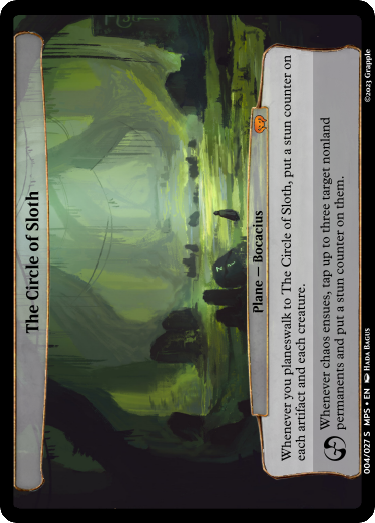 The Circle of Sloth
Plane — Bocacius
Whenever you planeswalk to The Circle of Sloth, put a stun counter on
each artifact and each creature.
Whenever chaos ensues, tap up to three target nonland
permanents and put a stun counter on them.
004/027 S MPS • EN HADA BAGUS
©2023 Grapple